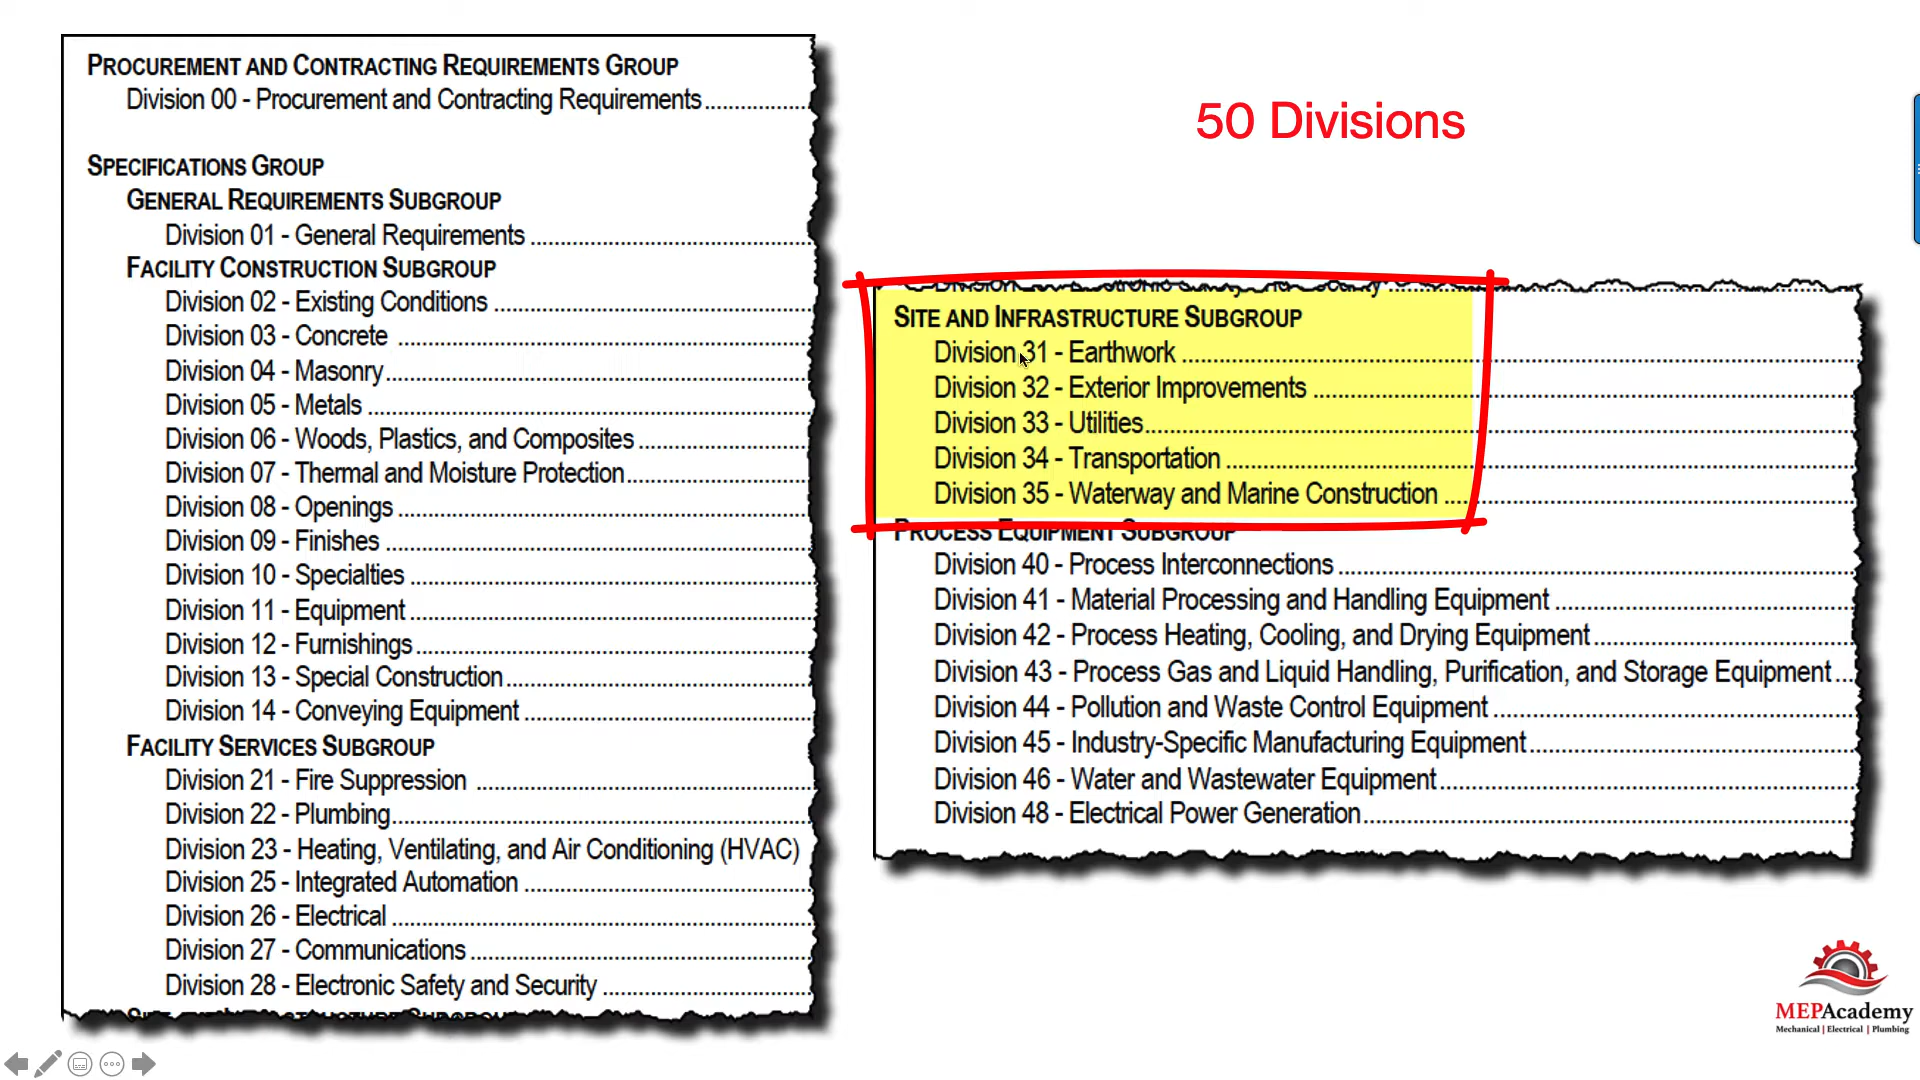 PROCUREMENT AND CONTRACTING REQUIREMENTS GROUP
Division 00 - Procurement and Contracting Requirements
SPECIFICATIONS GROUP
GENERAL REQUIREMENTS SUBGROUP
Division 01 - General Requirements
FACILITY CONSTRUCTION SUBGROUP
Division 02 - Existing Conditions
Division 03 - Concrete
Division 04 - Masonry
Division 05 - Metals
Division 06 - Woods, Plastics, and Composites
Division 07 - Thermal and Moisture Protection
Division 08 - Openings
Division 09 - Finishes
Division 10 - Specialties
Division 11 - Equipment
Division 12 - Furnishings
Division 13 - Special Construction
Division 14 - Conveying Equipment
FACILITY SERVICES SUBGROUP
Division 21 - Fire Suppression
Division 22 - Plumbing
Division 23 - Heating, Ventilating, and Air Conditioning (HVAC)
Division 25 - Integrated Automation
Division 26 - Electrical
Division 27 - Communications
Division 28 - Electronic Safety and Security
50 Divisions
SITE AND INFRASTRUCTURE SUBGROUP
Division 31 - Earthwork
Division 32 - Exterior Improvements
Division 33 - Utilities
Division 34 - Transportation
Division 35 - Waterway and Marine Construction
PROCESS EQUIPMENT SUBGROUP
Division 40 - Process Interconnections
Division 41 - Material Processing and Handling Equipment
Division 42 - Process Heating, Cooling, and Drying Equipment
Division 43 - Process Gas and Liquid Handling, Purification, and Storage Equipment
Division 44 - Pollution and Waste Control Equipment
Division 45 - Industry-Specific Manufacturing Equipment
Division 46 - Water and Wastewater Equipment
Division 48 - Electrical Power Generation
MEPAcademy
Mechanical | Electrical | Plumbing